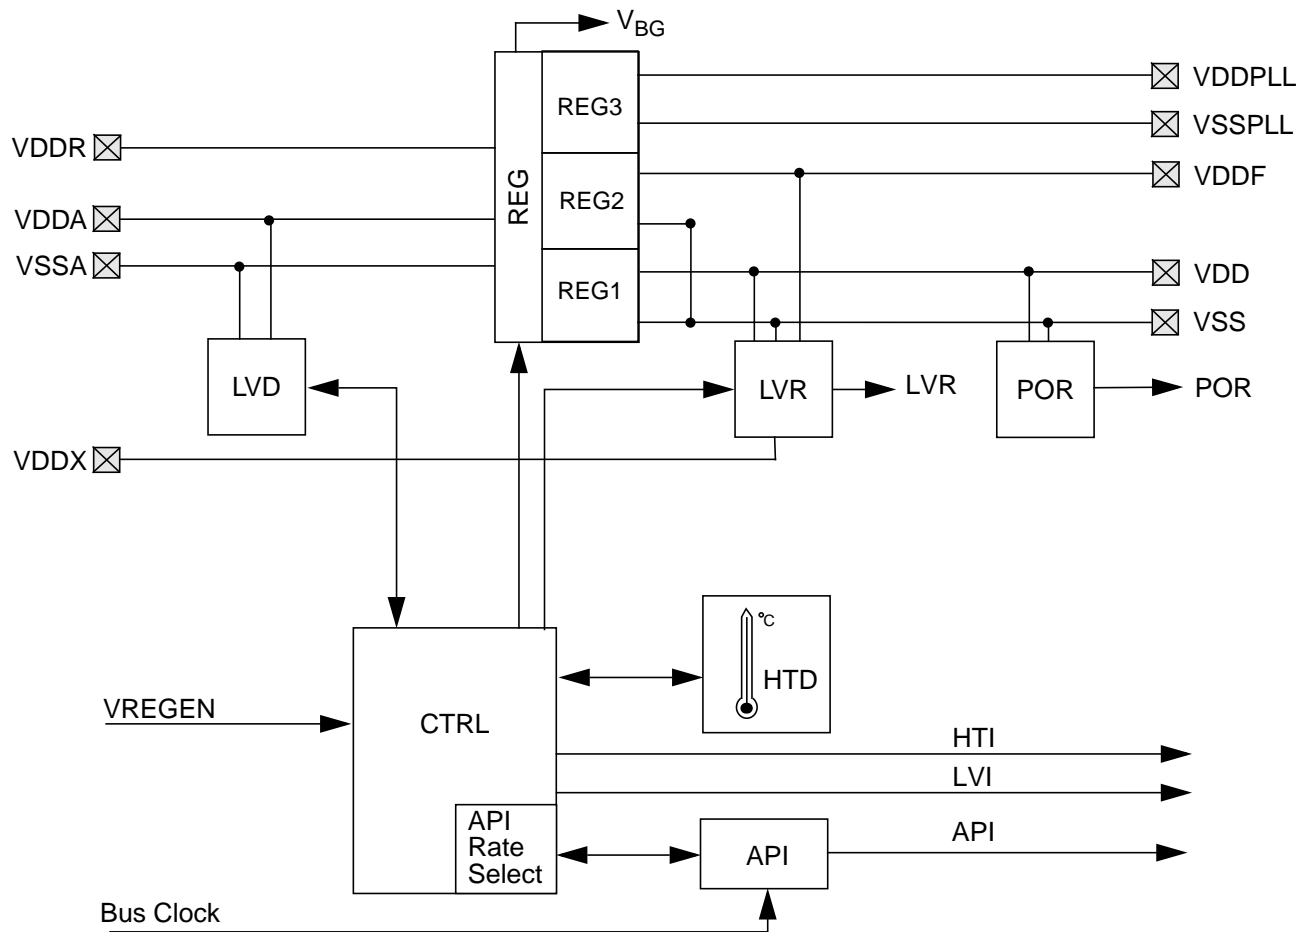 VBG
VDDPLL
REG3
VSSPLL
VDDR
VDDF
REG
REG2
VDDA
VSSA
VDD
REG1
VSS
LVD
LVR
LVR
POR
POR
VDDX
°C
HTD
VREGEN
CTRL
HTI
LVI
API
Rate
Select
API
API
Bus Clock